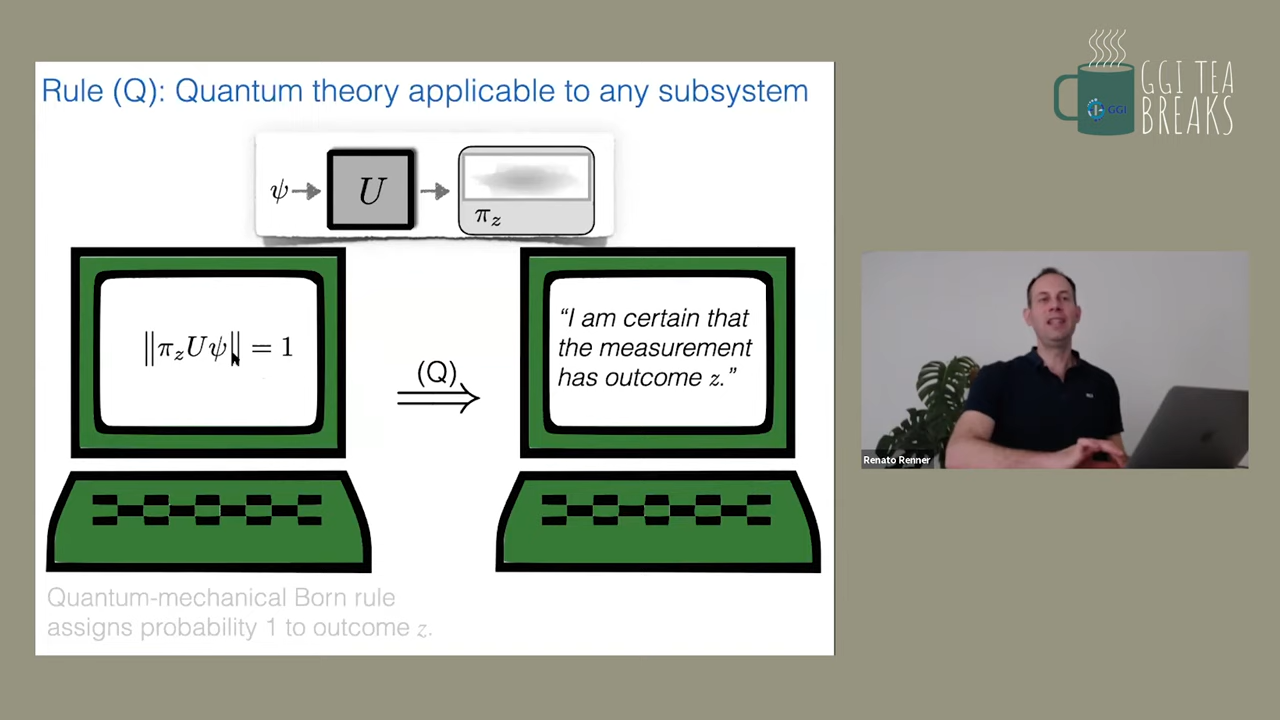 Rule (Q): Quantum theory applicable to any subsystem
ψ
U
π_z
‖π_z Uψ‖ = 1
(Q)
“I am certain that
the measurement
has outcome z.”
Quantum-mechanical Born rule
assigns probability 1 to outcome z.
GGI
GGI TEA
BREAKS
Renato Renner